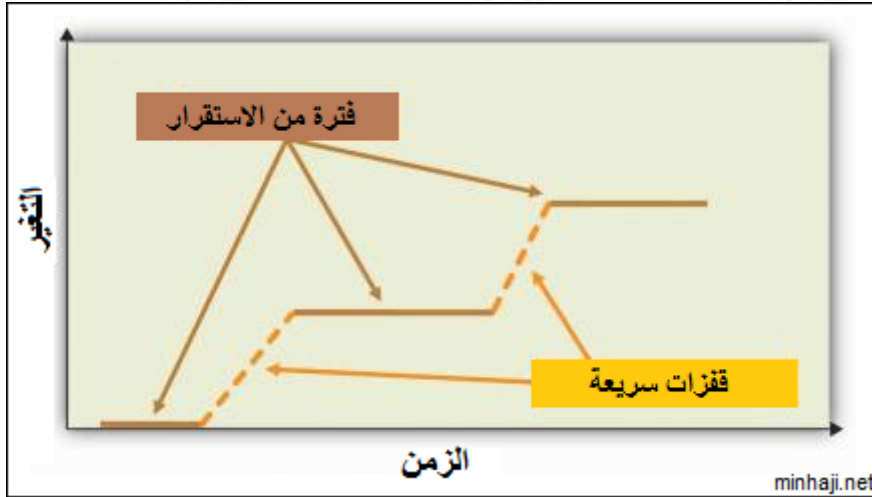 فترة من الاستقرار
التغير
قفزات سريعة
الزمن
minhaji.net